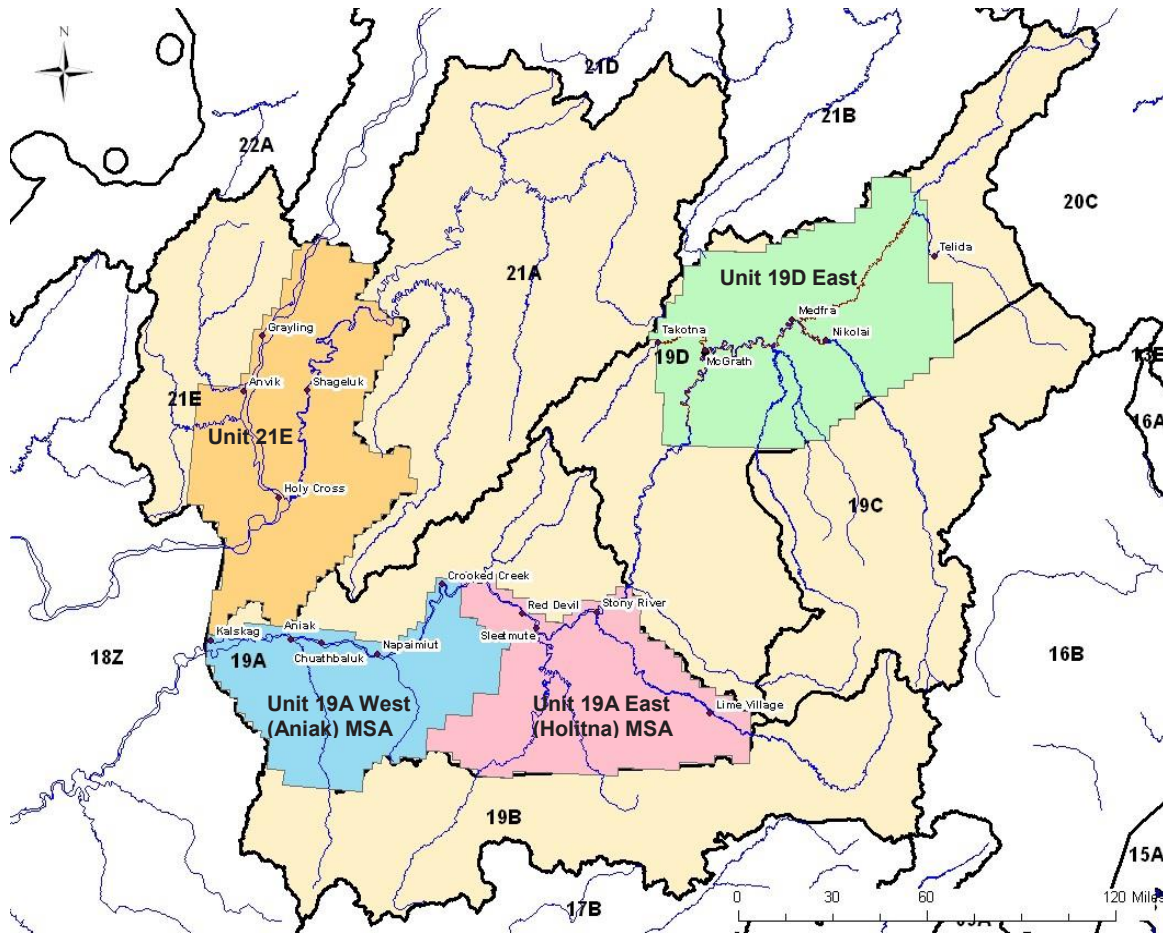 N
21D
21B
22A
20C
Telida
Unit 19D East
21A
Medfra
Grayling
Takotna
Nikolai
19D
McGrath
13E
Anvik
Shageluk
21E
16A
Unit 21E
Holy Cross
19C
Crooked Creek
Red Devil
Stony River
Kalskag
Aniak
Sleetmute
Napaimiut
18Z
19A
Chuathbaluk
16B
Unit 19A West
(Aniak) MSA
Unit 19A East
(Holitna) MSA
Lime Village
19B
15A
17B
0 30 60 120 Miles